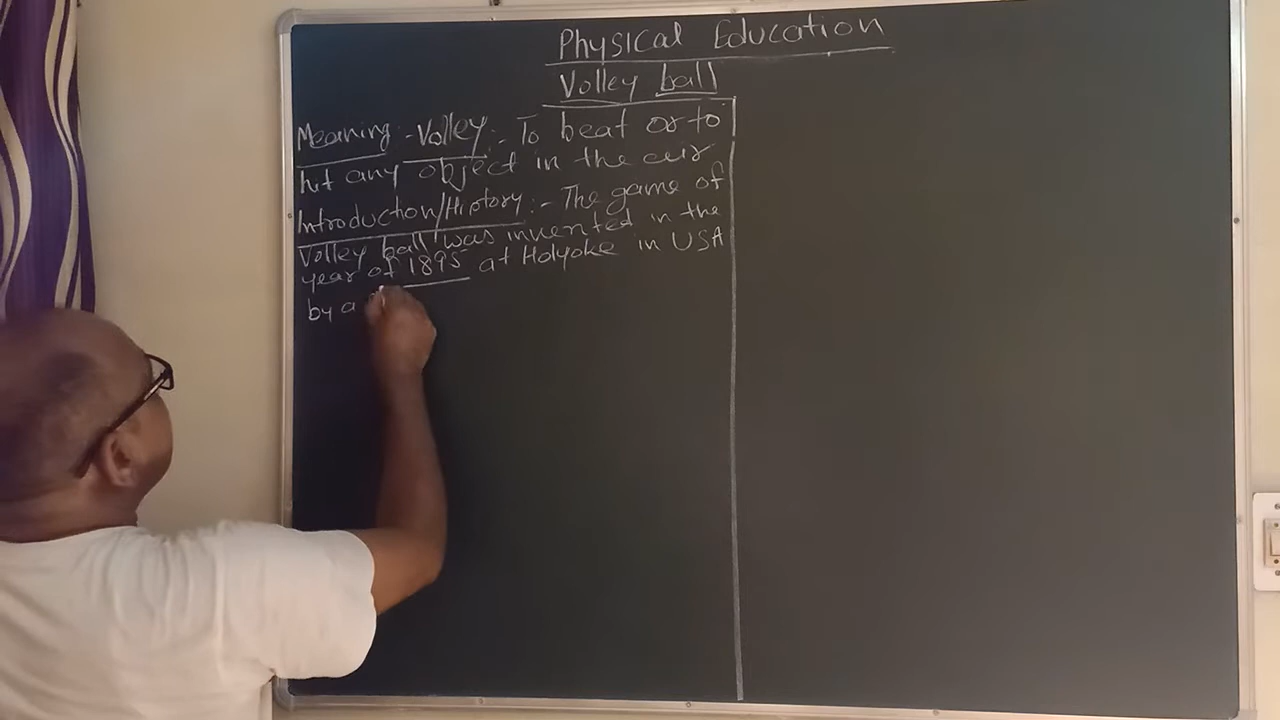 Physical Education
Volley ball
Meaning :- Volley :- To beat or to
hit any object in the air
Introduction/History :- The game of
Volley ball was invented in the
year of 1895 at Holyoke in USA
by a